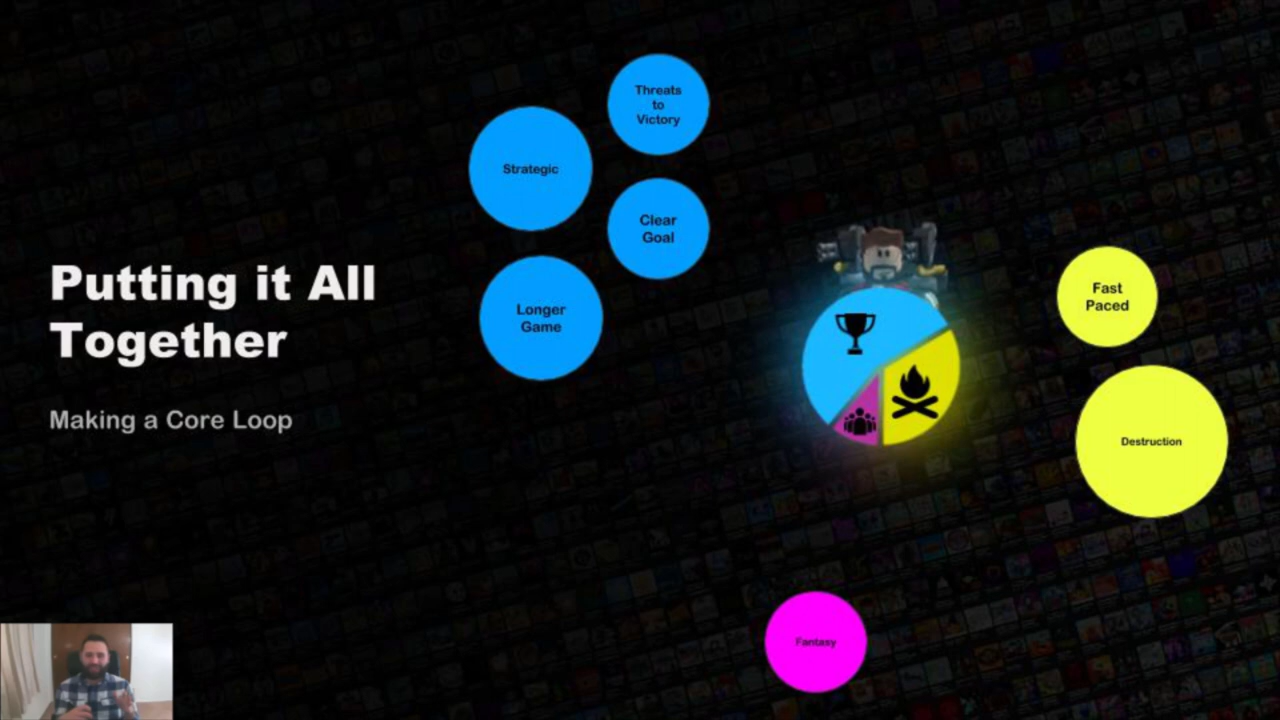 Putting it All
Together
Making a Core Loop
Threats
to
Victory
Strategic
Clear
Goal
Longer
Game
Fast
Paced
Destruction
Fantasy